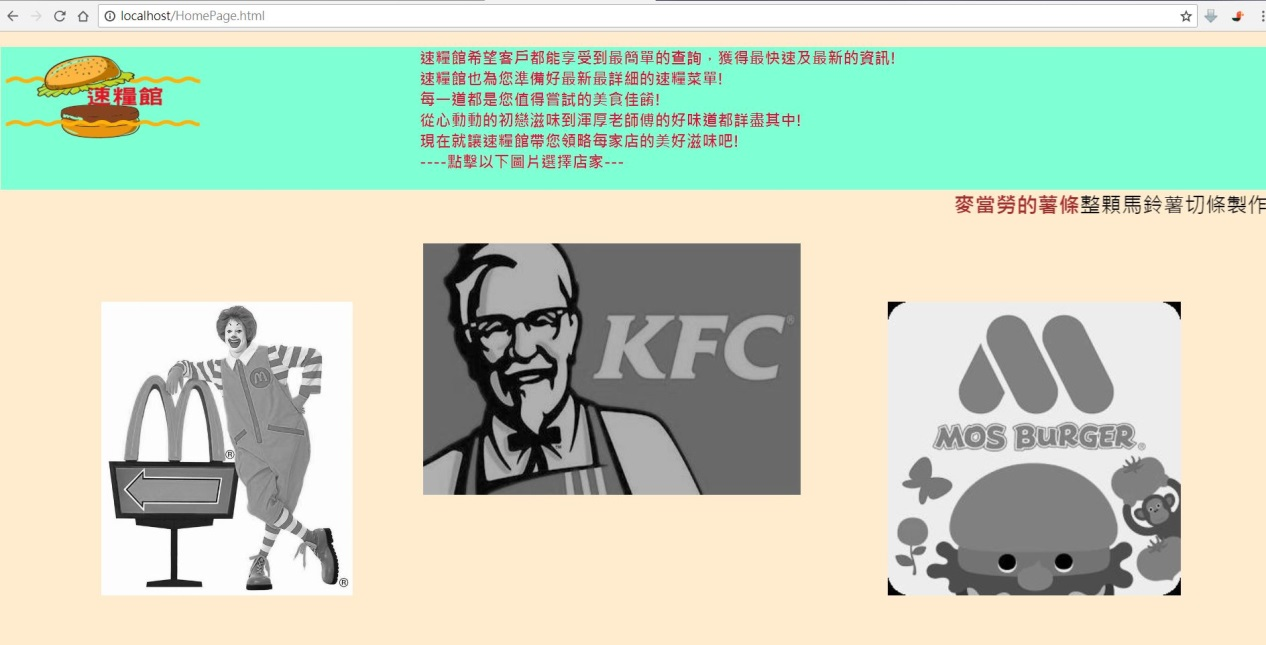 localhost/HomePage.html
速糧館
速糧館希望客戶都能享受到最簡單的查詢，獲得最快速及最新的資訊!
速糧館也為您準備好最新最詳細的速糧菜單!
每一道都是您值得嘗試的美食佳餚!
從心動動的初戀滋味到渾厚老師傅的好味道都詳盡其中!
現在就讓速糧館帶您領略每家店的美好滋味吧!
----點擊以下圖片選擇店家---
麥當勞的薯條整顆馬鈴薯切條製作
KFC®
MOS BURGER®